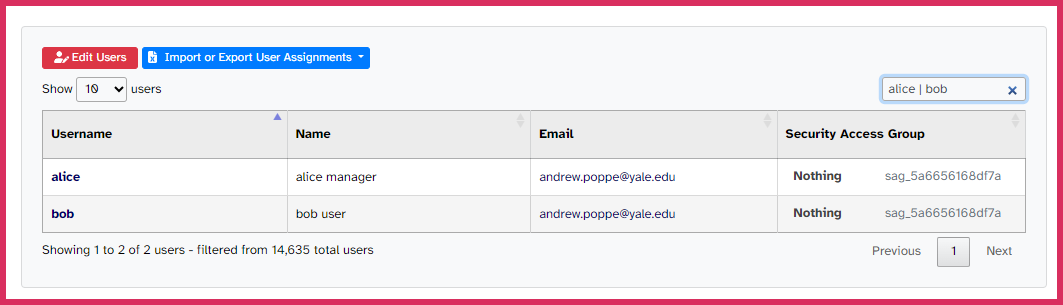 Edit Users Import or Export User Assignments
Show 10 users alice | bob ×
Username Name Email Security Access Group
alice alice manager andrew.poppe@yale.edu Nothing sag_5a6656168df7a
bob bob user andrew.poppe@yale.edu Nothing sag_5a6656168df7a
Showing 1 to 2 of 2 users - filtered from 14,635 total users Previous 1 Next